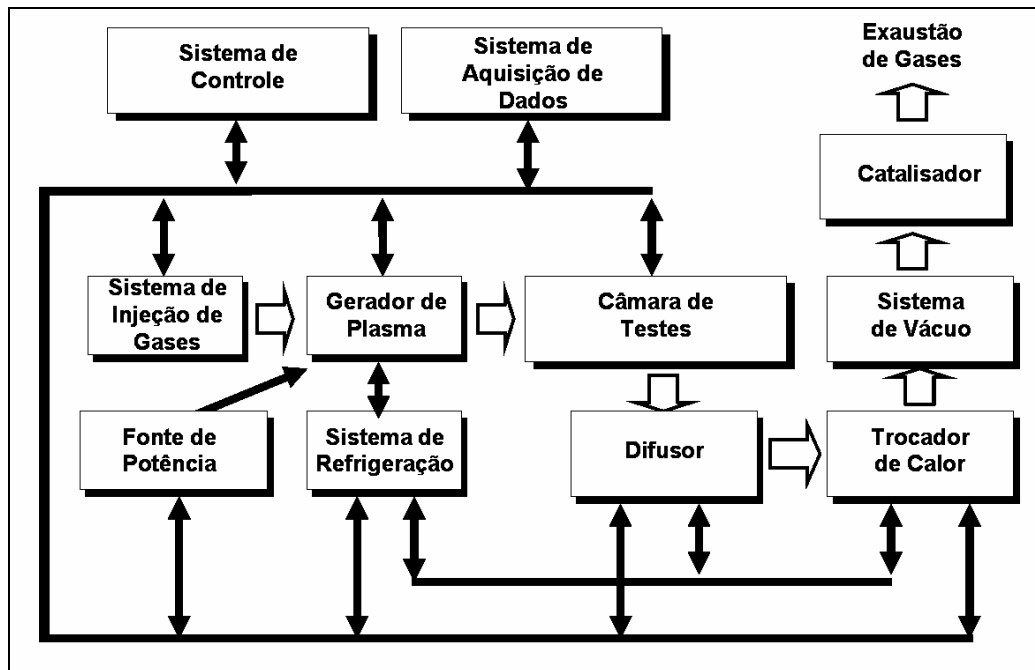 Sistema de
Controle
Sistema de
Aquisição de
Dados
Exaustão
de Gases
Catalisador
Sistema de
Injeção de
Gases
Gerador de
Plasma
Câmara de
Testes
Sistema
de Vácuo
Fonte de
Potência
Sistema de
Refrigeração
Difusor
Trocador
de Calor